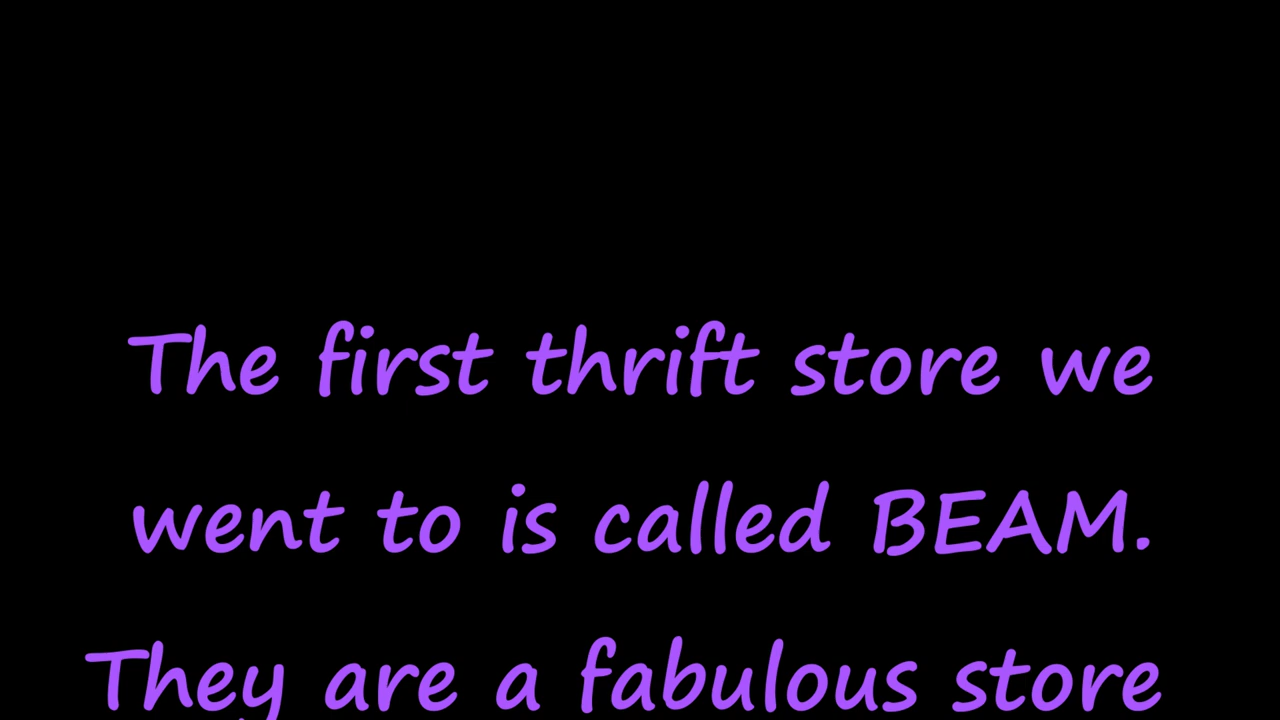 The first thrift store we
went to is called BEAM.
They are a fabulous store